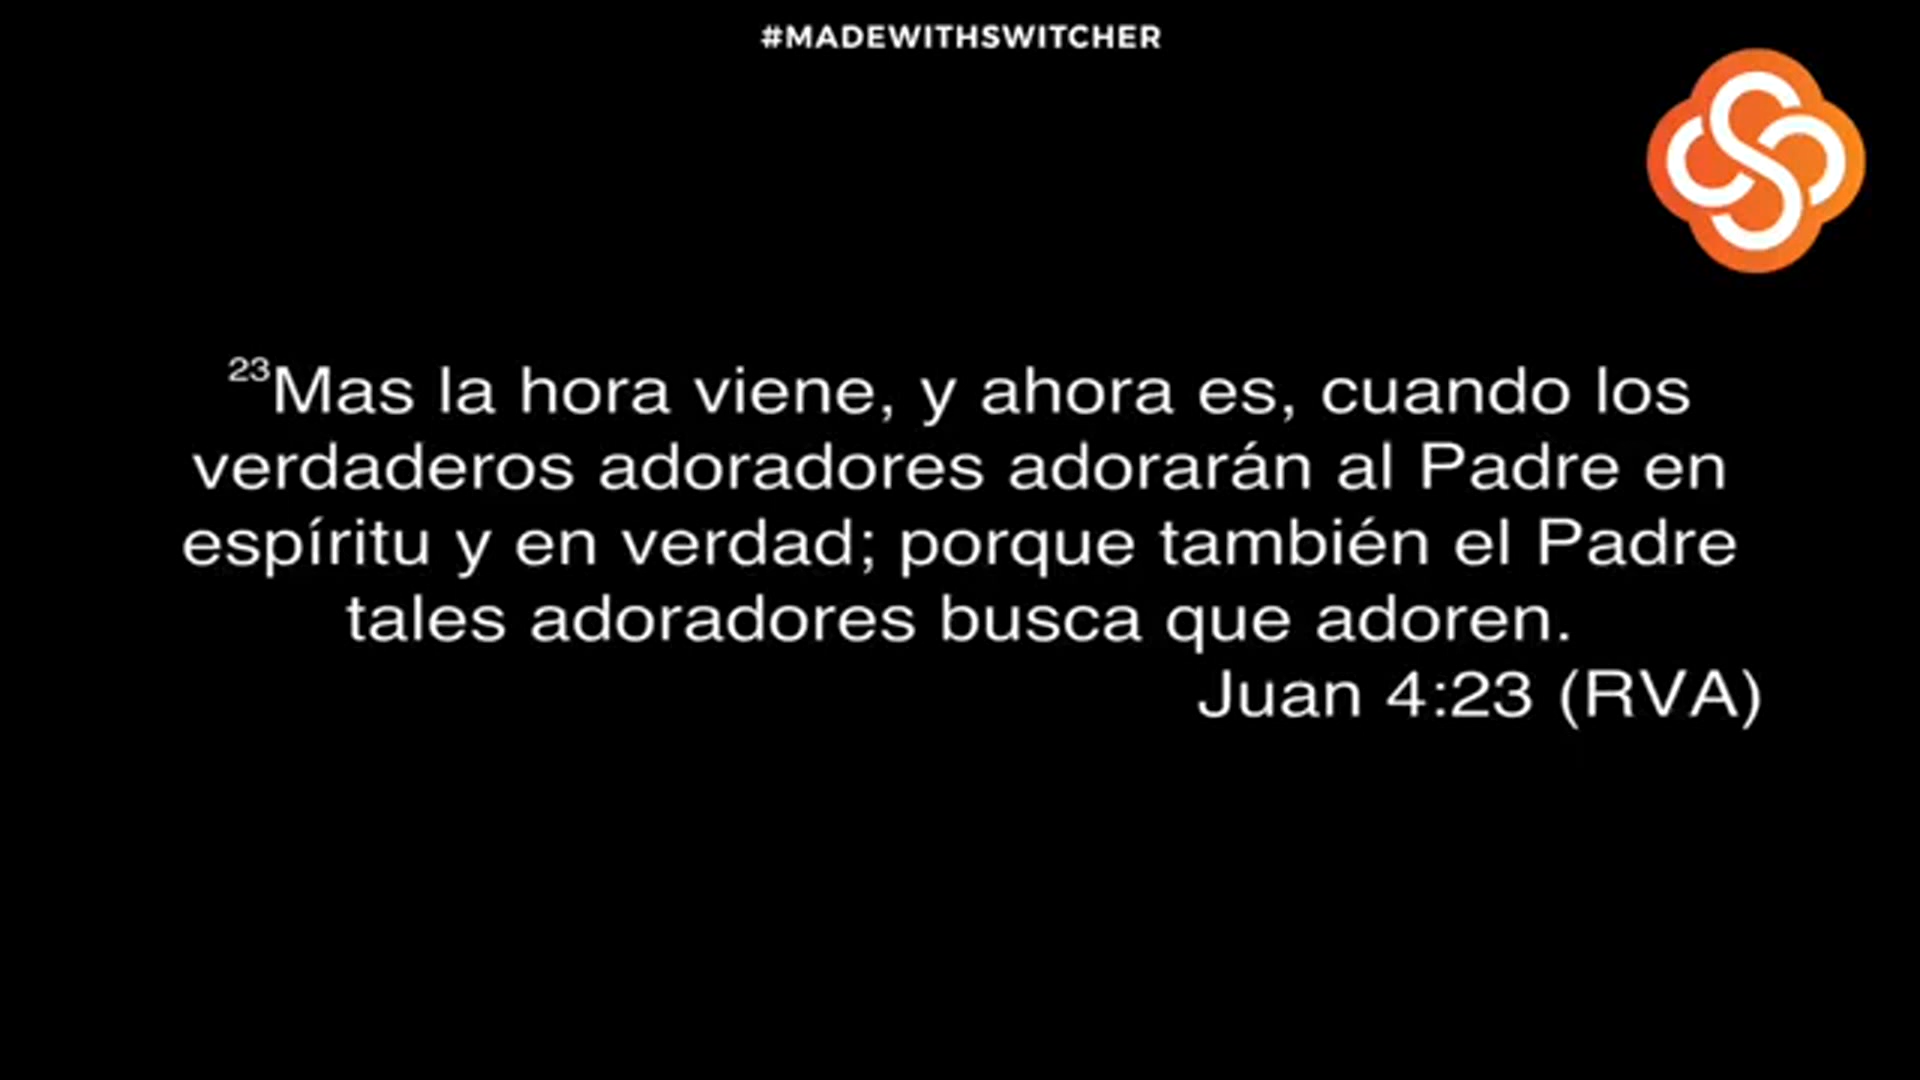 #MADEWITHSWITCHER
²³Mas la hora viene, y ahora es, cuando los
verdaderos adoradores adorarán al Padre en
espíritu y en verdad; porque también el Padre
tales adoradores busca que adoren.
Juan 4:23 (RVA)